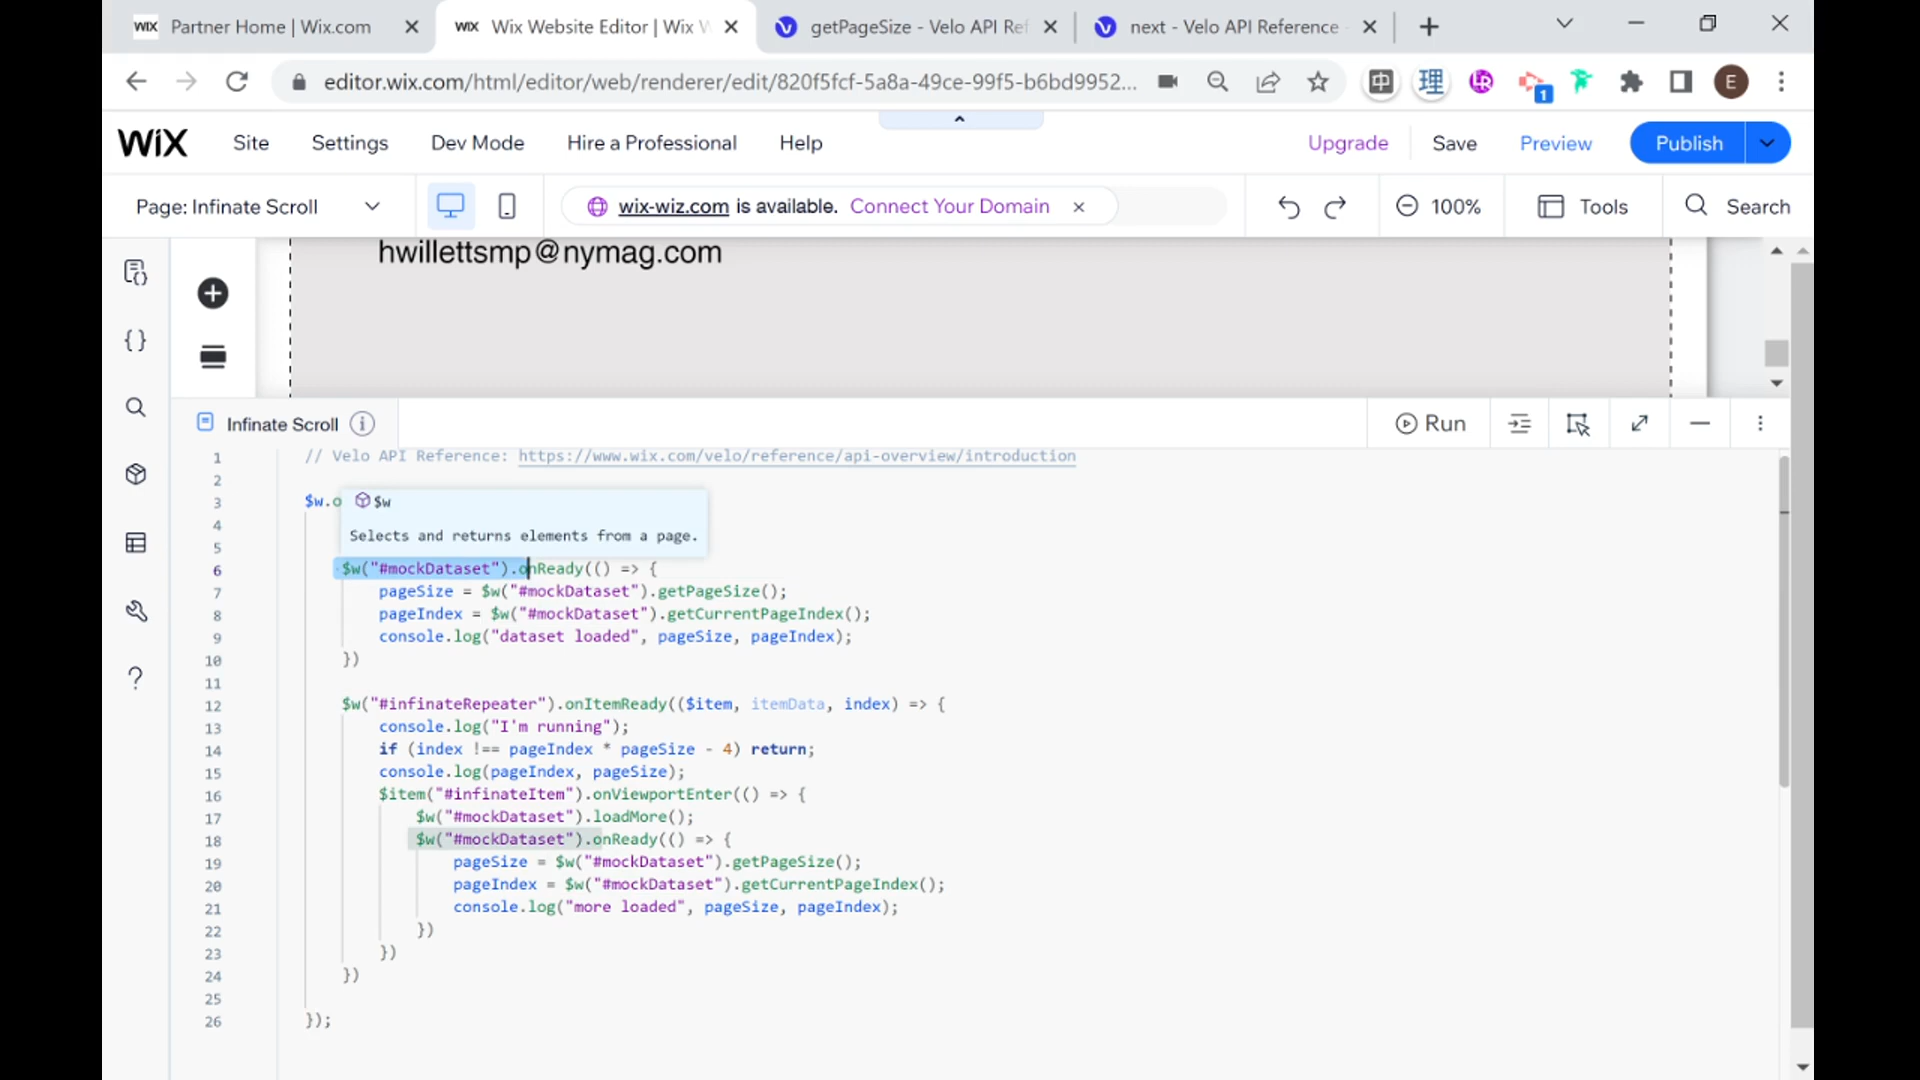 WiX Partner Home | Wix.com
WiX Wix Website Editor | Wix W
getPageSize - Velo API Ref
next - Velo API Reference
editor.wix.com/html/editor/web/renderer/edit/820f5fcf-5a8a-49ce-99f5-b6bd9952...
中
理
1
E
WiX
Site
Settings
Dev Mode
Hire a Professional
Help
Upgrade
Save
Preview
Publish
Page: Infinate Scroll
wix-wiz.com is available. Connect Your Domain
100%
Tools
Search
hwillettsmp@nymag.com
Infinate Scroll
Run
1 // Velo API Reference: https://www.wix.com/velo/reference/api-overview/introduction
2
3 $w.o
$w
4
5 Selects and returns elements from a page.
6 $w("#mockDataset").onReady(() => {
7 pageSize = $w("#mockDataset").getPageSize();
8 pageIndex = $w("#mockDataset").getCurrentPageIndex();
9 console.log("dataset loaded", pageSize, pageIndex);
10 })
11
12 $w("#infinateRepeater").onItemReady(($item, itemData, index) => {
13 console.log("I'm running");
14 if (index !== pageIndex * pageSize - 4) return;
15 console.log(pageIndex, pageSize);
16 $item("#infinateItem").onViewportEnter(() => {
17 $w("#mockDataset").loadMore();
18 $w("#mockDataset").onReady(() => {
19 pageSize = $w("#mockDataset").getPageSize();
20 pageIndex = $w("#mockDataset").getCurrentPageIndex();
21 console.log("more loaded", pageSize, pageIndex);
22 })
23 })
24 })
25
26 });